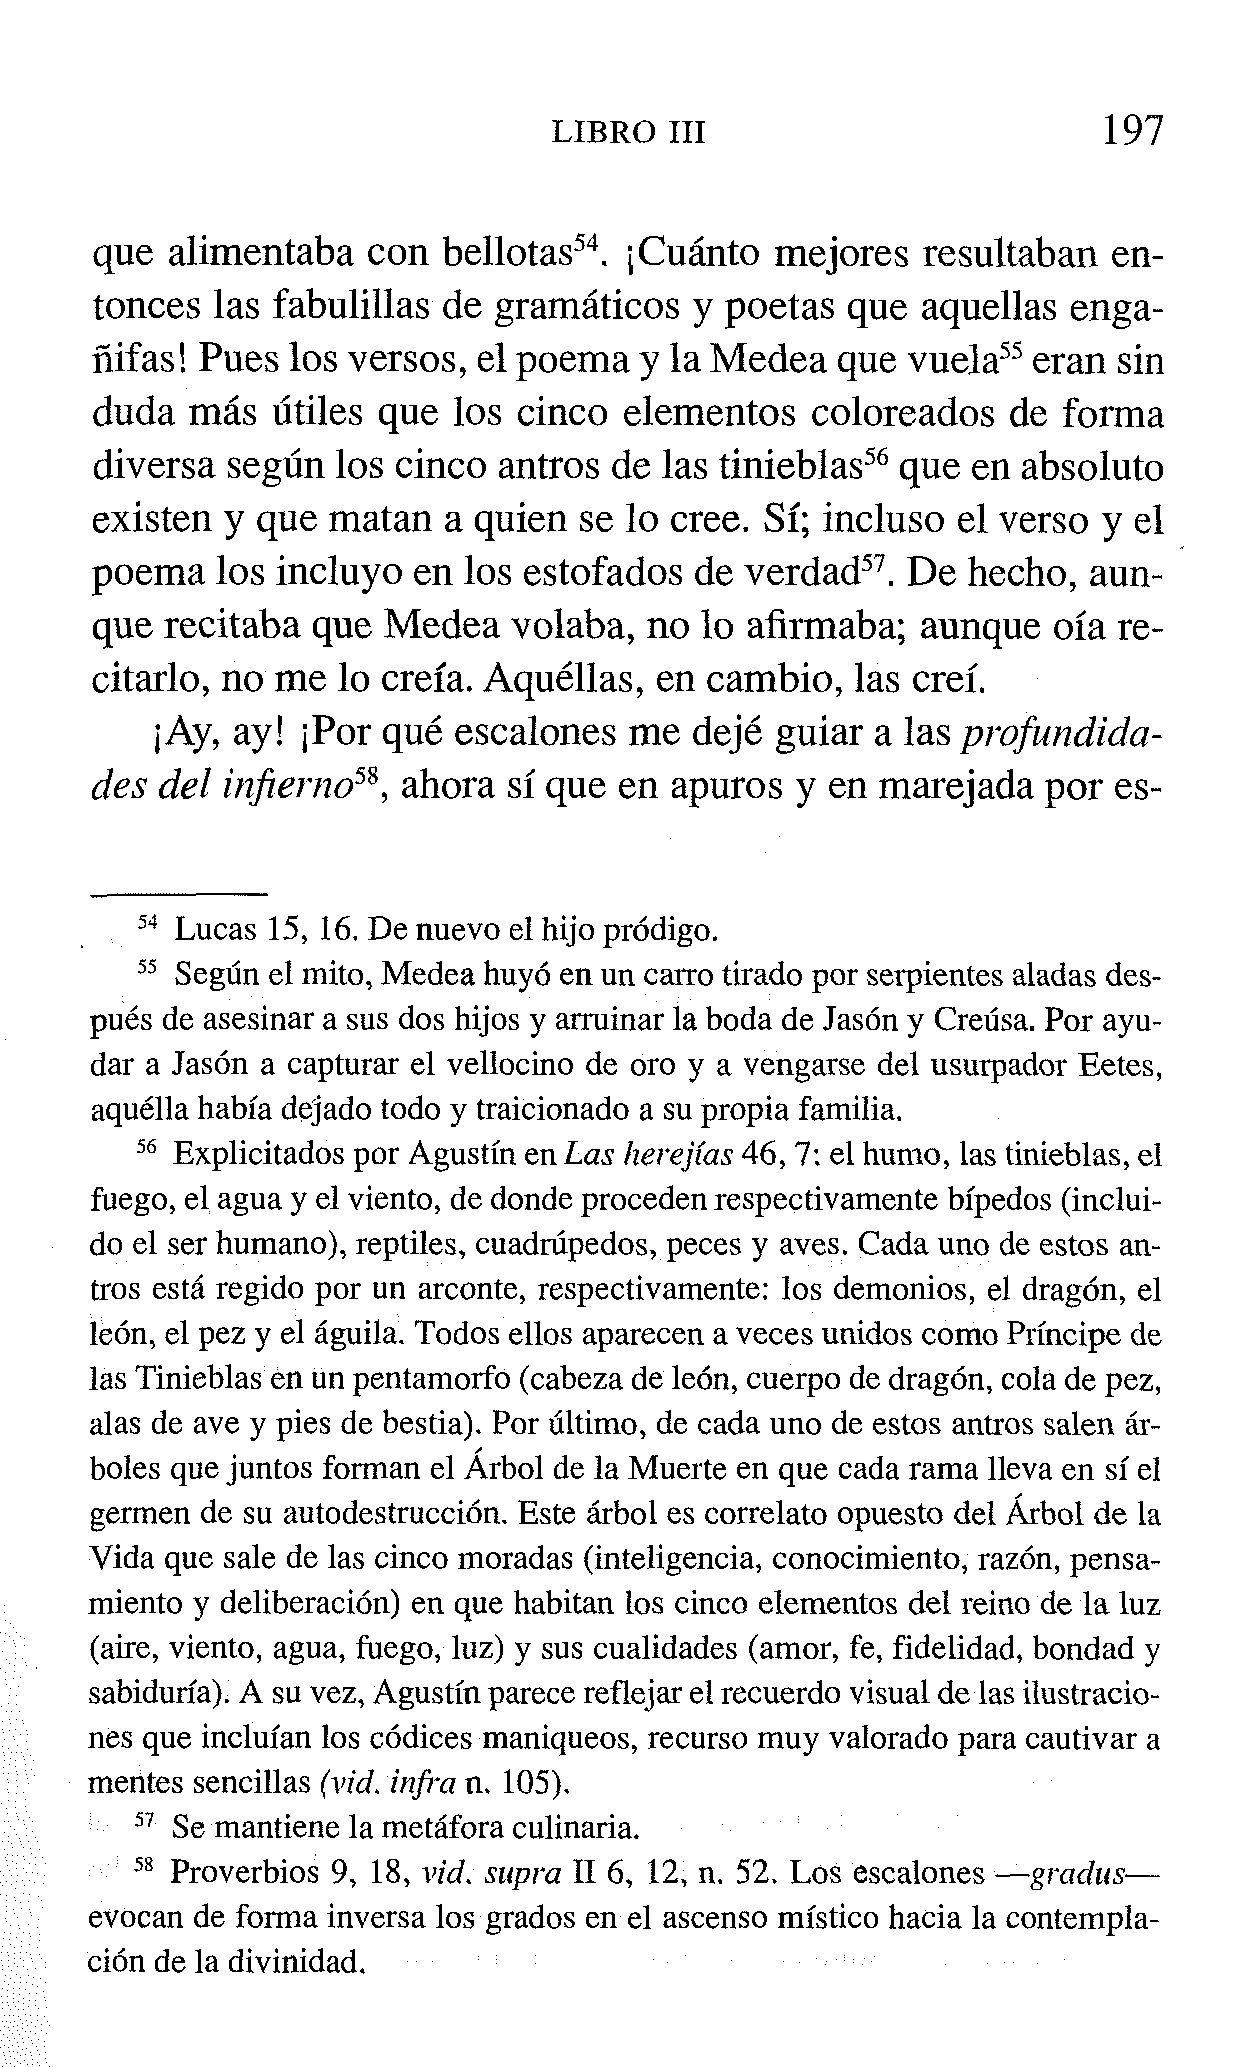 LIBRO III 197
que alimentaba con bellotas⁵⁴. ¡Cuánto mejores resultaban en-
tonces las fabulillas de gramáticos y poetas que aquellas enga-
ñifas! Pues los versos, el poema y la Medea que vuela⁵⁵ eran sin
duda más útiles que los cinco elementos coloreados de forma
diversa según los cinco antros de las tinieblas⁵⁶ que en absoluto
existen y que matan a quien se lo cree. Sí; incluso el verso y el
poema los incluyo en los estofados de verdad⁵⁷. De hecho, aun-
que recitaba que Medea volaba, no lo afirmaba; aunque oía re-
citarlo, no me lo creía. Aquéllas, en cambio, las creí.
¡Ay, ay! ¡Por qué escalones me dejé guiar a las profundida-
des del infierno⁵⁸, ahora sí que en apuros y en marejada por es-
⁵⁴ Lucas 15, 16. De nuevo el hijo pródigo.
⁵⁵ Según el mito, Medea huyó en un carro tirado por serpientes aladas des-
pués de asesinar a sus dos hijos y arruinar la boda de Jasón y Creúsa. Por ayu-
dar a Jasón a capturar el vellocino de oro y a vengarse del usurpador Eetes,
aquélla había dejado todo y traicionado a su propia familia.
⁵⁶ Explicitados por Agustín en Las herejías 46, 7: el humo, las tinieblas, el
fuego, el agua y el viento, de donde proceden respectivamente bípedos (inclui-
do el ser humano), reptiles, cuadrúpedos, peces y aves. Cada uno de estos an-
tros está regido por un arconte, respectivamente: los demonios, el dragón, el
león, el pez y el águila. Todos ellos aparecen a veces unidos como Príncipe de
las Tinieblas en un pentamorfo (cabeza de león, cuerpo de dragón, cola de pez,
alas de ave y pies de bestia). Por último, de cada uno de estos antros salen ár-
boles que juntos forman el Árbol de la Muerte en que cada rama lleva en sí el
germen de su autodestrucción. Este árbol es correlato opuesto del Árbol de la
Vida que sale de las cinco moradas (inteligencia, conocimiento, razón, pensa-
miento y deliberación) en que habitan los cinco elementos del reino de la luz
(aire, viento, agua, fuego, luz) y sus cualidades (amor, fe, fidelidad, bondad y
sabiduría). A su vez, Agustín parece reflejar el recuerdo visual de las ilustracio-
nes que incluían los códices maniqueos, recurso muy valorado para cautivar a
mentes sencillas (vid. infra n. 105).
⁵⁷ Se mantiene la metáfora culinaria.
⁵⁸ Proverbios 9, 18, vid. supra II 6, 12, n. 52. Los escalones —gradus—
evocan de forma inversa los grados en el ascenso místico hacia la contempla-
ción de la divinidad.